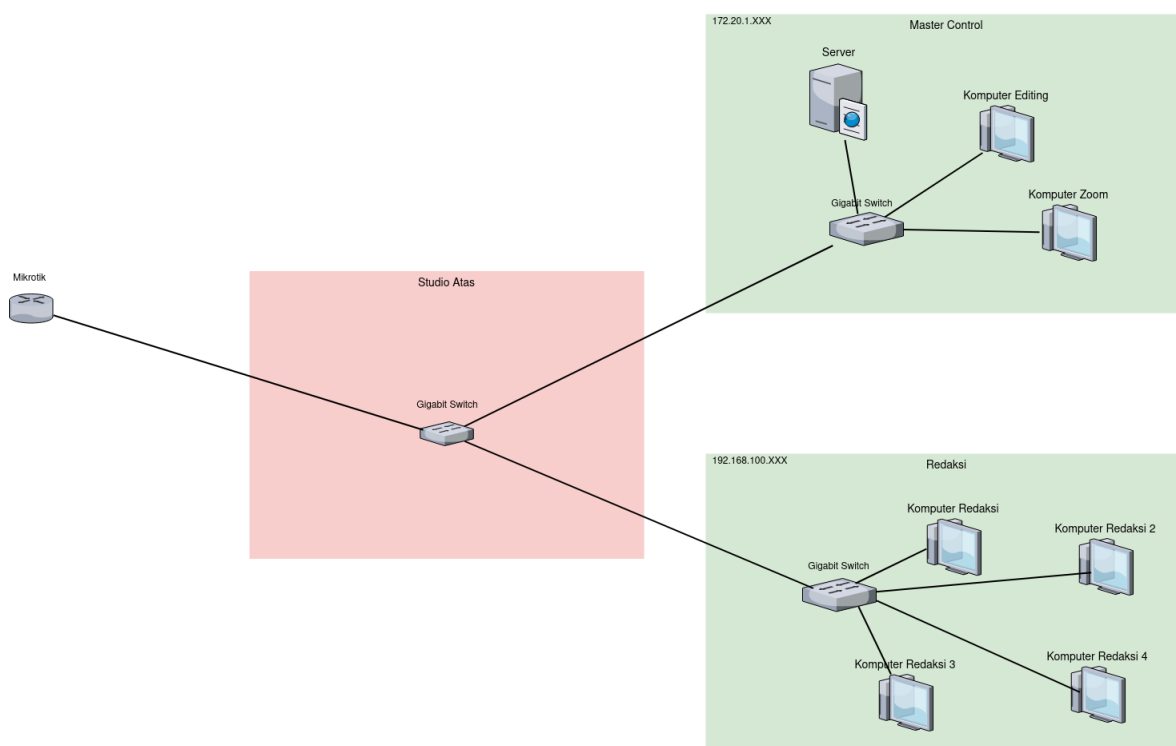 172.20.1.XXX
Master Control
Server
Komputer Editing
Komputer Zoom
Gigabit Switch
Mikrotik
Studio Atas
Gigabit Switch
192.168.100.XXX
Redaksi
Komputer Redaksi
Komputer Redaksi 2
Gigabit Switch
Komputer Redaksi 3
Komputer Redaksi 4